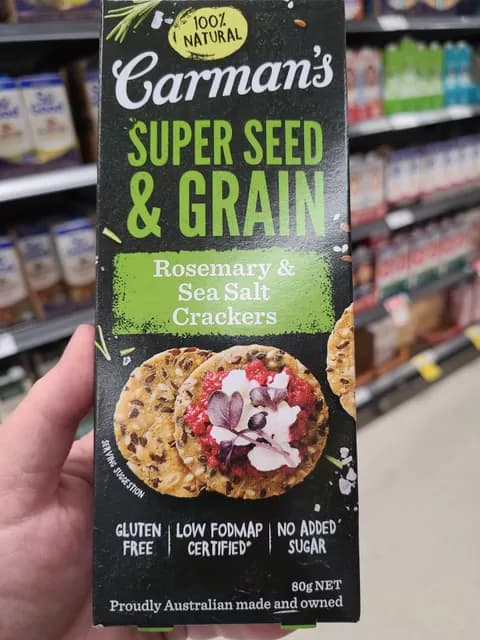 100%
NATURAL
Carman's
SUPER SEED
& GRAIN
Rosemary &
Sea Salt
Crackers
SERVING SUGGESTION
GLUTEN FREE
LOW FODMAP CERTIFIED*
NO ADDED SUGAR
80g NET
Proudly Australian made and owned